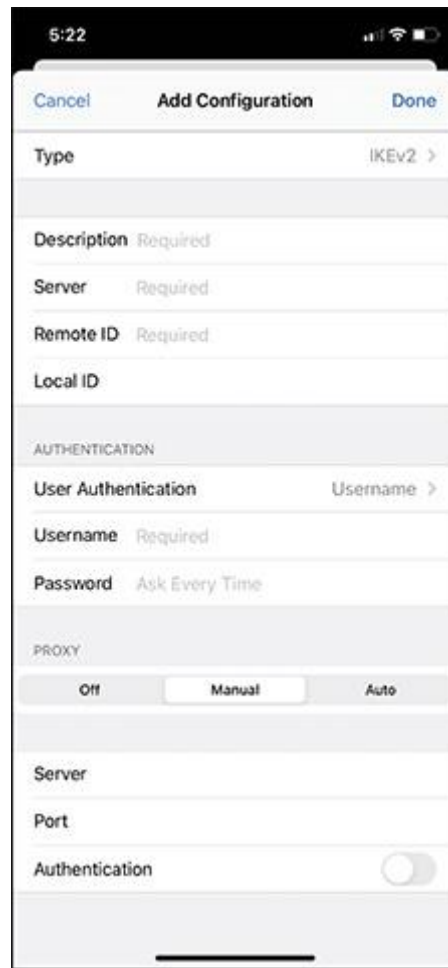 5:22
Cancel Add Configuration Done
Type IKEv2 >
Description Required
Server Required
Remote ID Required
Local ID
AUTHENTICATION
User Authentication Username >
Username Required
Password Ask Every Time
PROXY
Off Manual Auto
Server
Port
Authentication